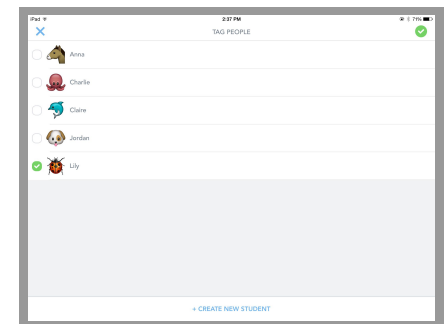 iPad 2:37 PM 71%
TAG PEOPLE
Anna
Charlie
Claire
Jordan
Lily
+ CREATE NEW STUDENT